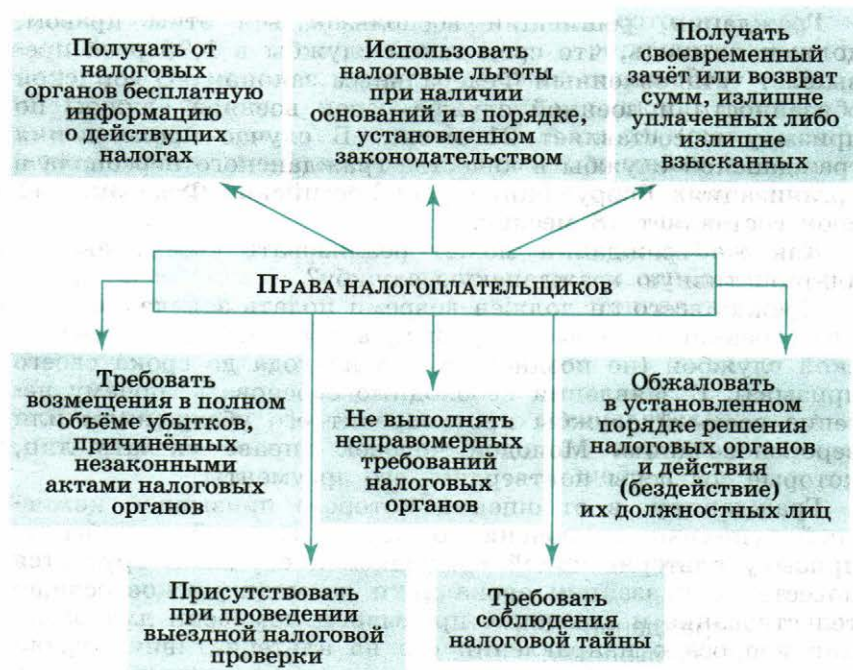 Получать от
налоговых
органов бесплатную
информацию
о действующих
налогах
Использовать
налоговые льготы
при наличии
оснований и в порядке,
установленном
законодательством
Получать
своевременный
зачёт или возврат
сумм, излишне
уплаченных либо
излишне
взысканных
ПРАВА НАЛОГОПЛАТЕЛЬЩИКОВ
Требовать
возмещения в полном
объёме убытков,
причинённых
незаконными
актами налоговых
органов
Не выполнять
неправомерных
требований
налоговых
органов
Обжаловать
в установленном
порядке решения
налоговых органов
и действия
(бездействие)
их должностных лиц
Присутствовать
при проведении
выездной налоговой
проверки
Требовать
соблюдения
налоговой тайны